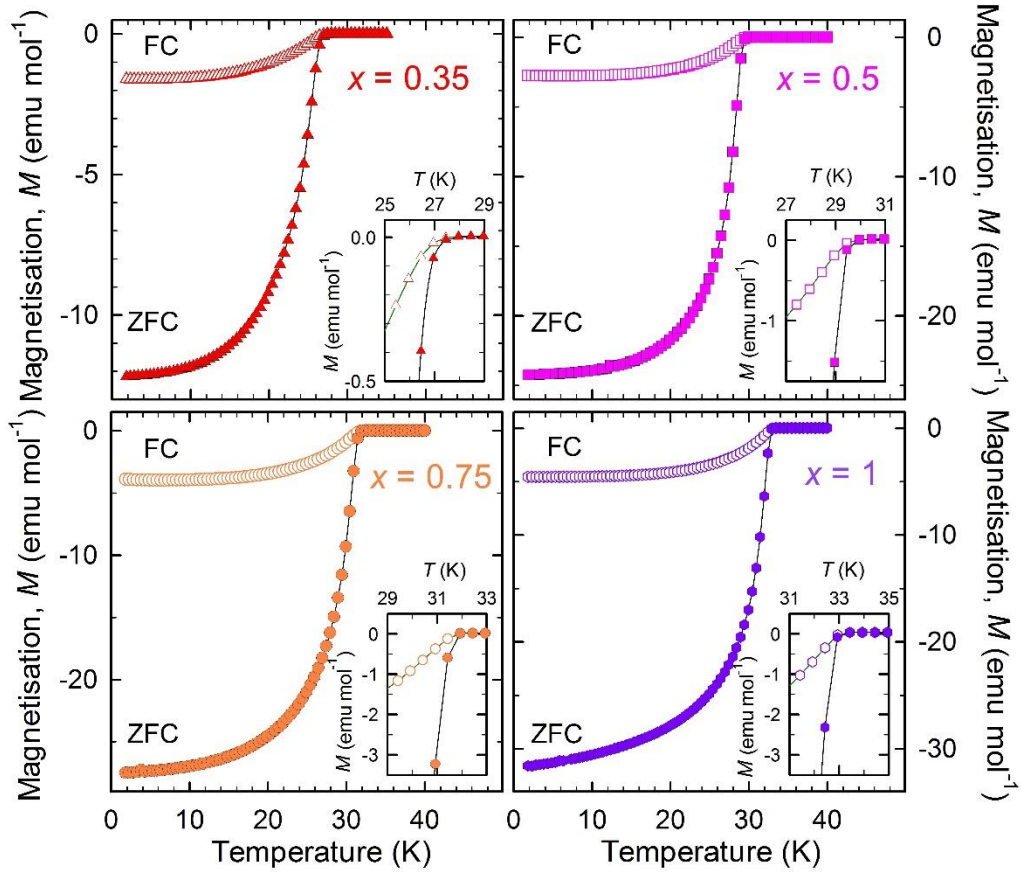 Magnetisation, M (emu mol⁻¹)
0
-5
-10
FC
x = 0.35
ZFC
T (K)
25 27 29
M (emu mol⁻¹)
0.0
-0.5
FC
x = 0.5
ZFC
T (K)
27 29 31
M (emu mol⁻¹)
0
-1
0
-10
-20
Magnetisation, M (emu mol⁻¹)
Magnetisation, M (emu mol⁻¹)
0
-10
-20
FC
x = 0.75
ZFC
T (K)
29 31 33
M (emu mol⁻¹)
0
-1
-2
-3
0 10 20 30 40
Temperature (K)
FC
x = 1
ZFC
T (K)
31 33 35
M (emu mol⁻¹)
0
-1
-2
-3
0
-10
-20
-30
Magnetisation, M (emu mol⁻¹)
0 10 20 30 40
Temperature (K)